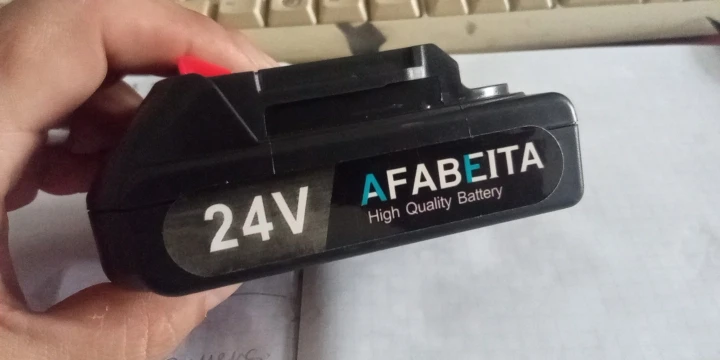 24V
AFABEITA
High Quality Battery